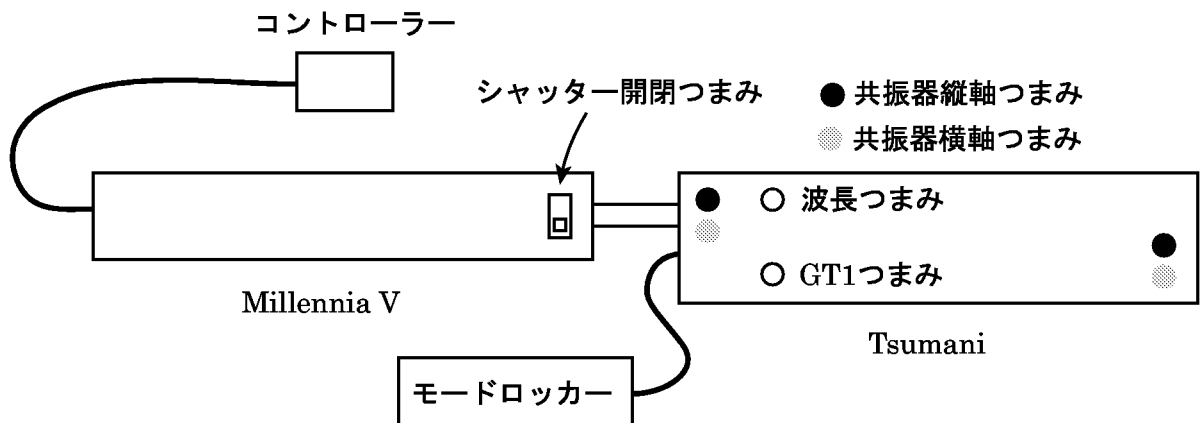 コントローラー
シャッター開閉つまみ
共振器縦軸つまみ
共振器横軸つまみ
波長つまみ
GT1つまみ
Millennia V
Tsumani
モードロッカー